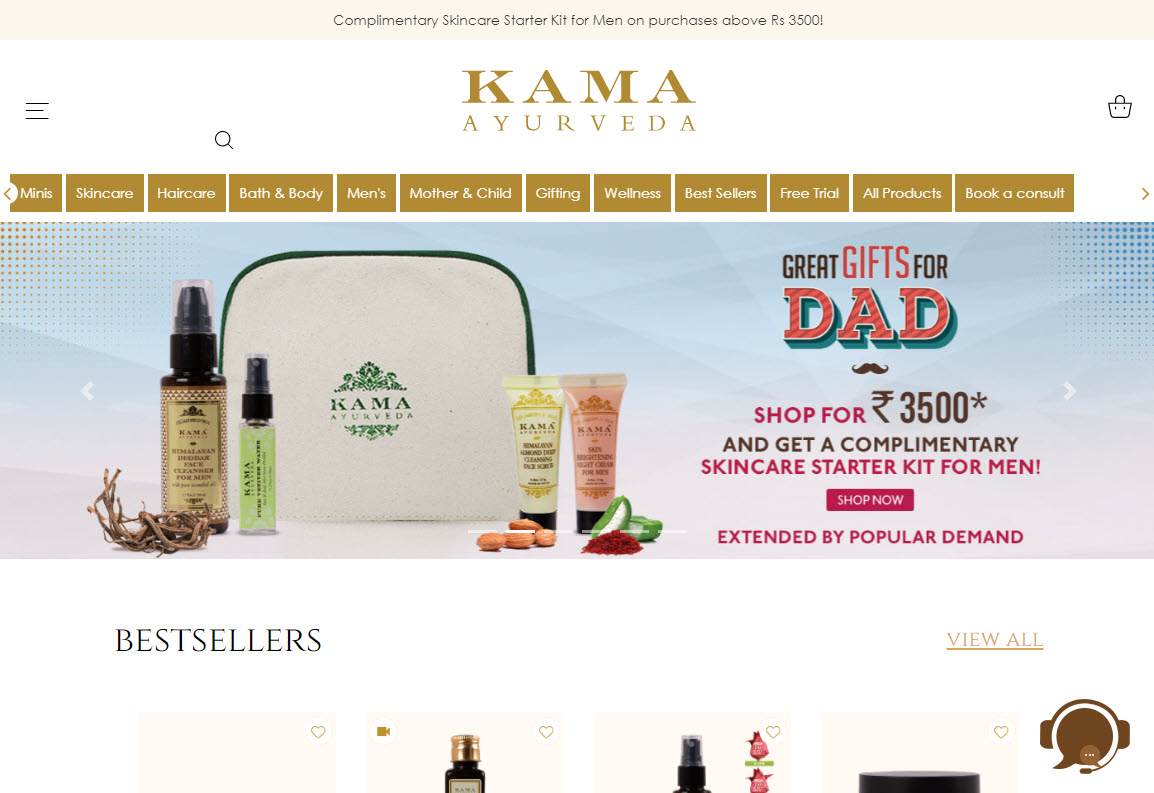 Complimentary Skincare Starter Kit for Men on purchases above Rs 3500!
KAMA
AYURVEDA
Minis Skincare Haircare Bath & Body Men's Mother & Child Gifting Wellness Best Sellers Free Trial All Products Book a consult
GREAT GIFTS FOR
DAD
SHOP FOR ₹ 3500*
AND GET A COMPLIMENTARY
SKINCARE STARTER KIT FOR MEN!
SHOP NOW
EXTENDED BY POPULAR DEMAND
KAMA
AYURVEDA
KAMA
AYURVEDA
HIMALAYAN
DEODAR
FACE
CLEANSER
FOR MEN
KAMA
AYURVEDA
PURE VETIVER WATER
KAMA
AYURVEDA
HIMALAYAN
ALMOND DEEP
CLEANSING
FACE SCRUB
KAMA
AYURVEDA
SKIN
BRIGHTENING
NIGHT CREAM
FOR MEN
BESTSELLERS
VIEW ALL
KAMA